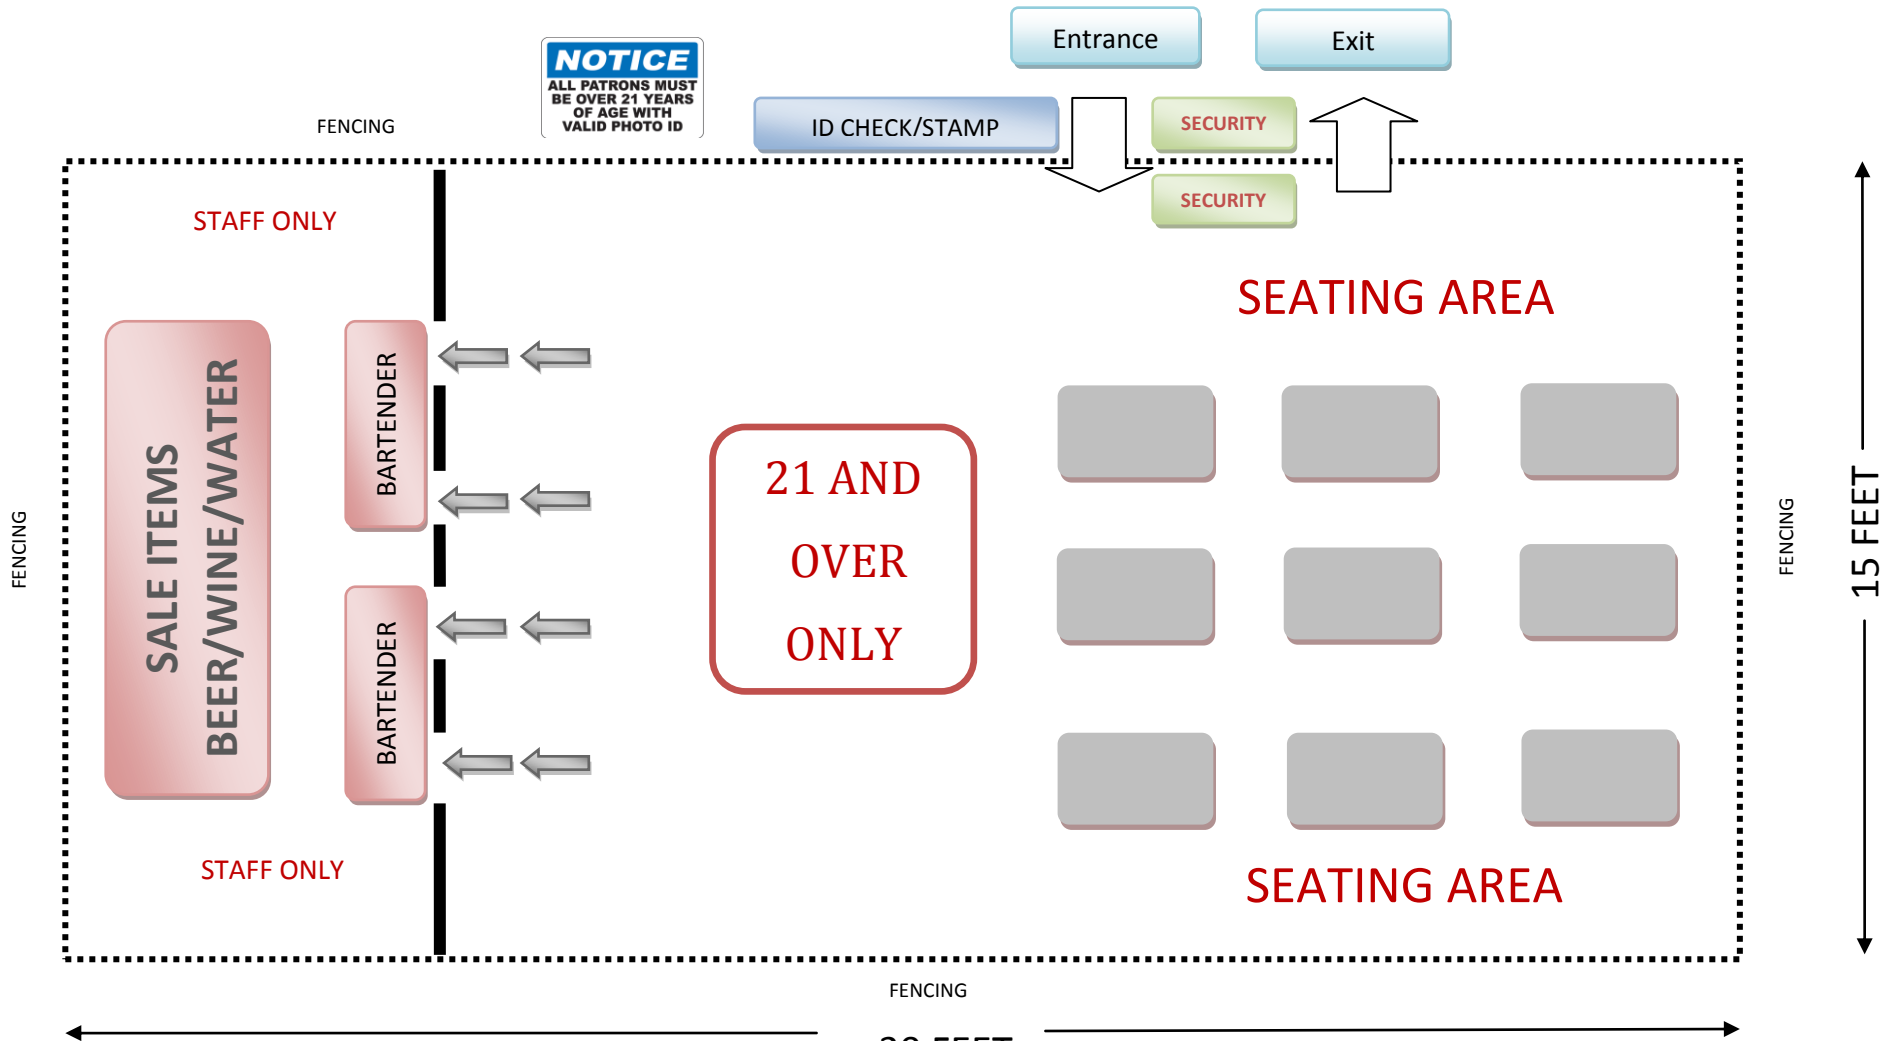 Entrance
Exit
NOTICE
ALL PATRONS MUST
BE OVER 21 YEARS
OF AGE WITH
VALID PHOTO ID
ID CHECK/STAMP
SECURITY
FENCING
SECURITY
STAFF ONLY
SEATING AREA
SALE ITEMS
BEER/WINE/WATER
BARTENDER
BARTENDER
21 AND
OVER
ONLY
FENCING
FENCING
15 FEET
STAFF ONLY
SEATING AREA
FENCING
FEET